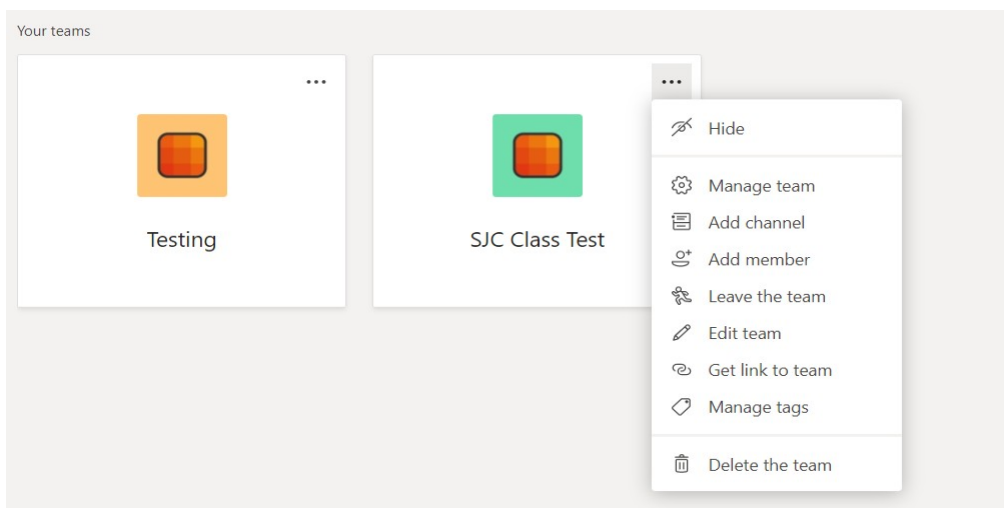 Your teams
Testing
SJC Class Test
Hide
Manage team
Add channel
Add member
Leave the team
Edit team
Get link to team
Manage tags
Delete the team